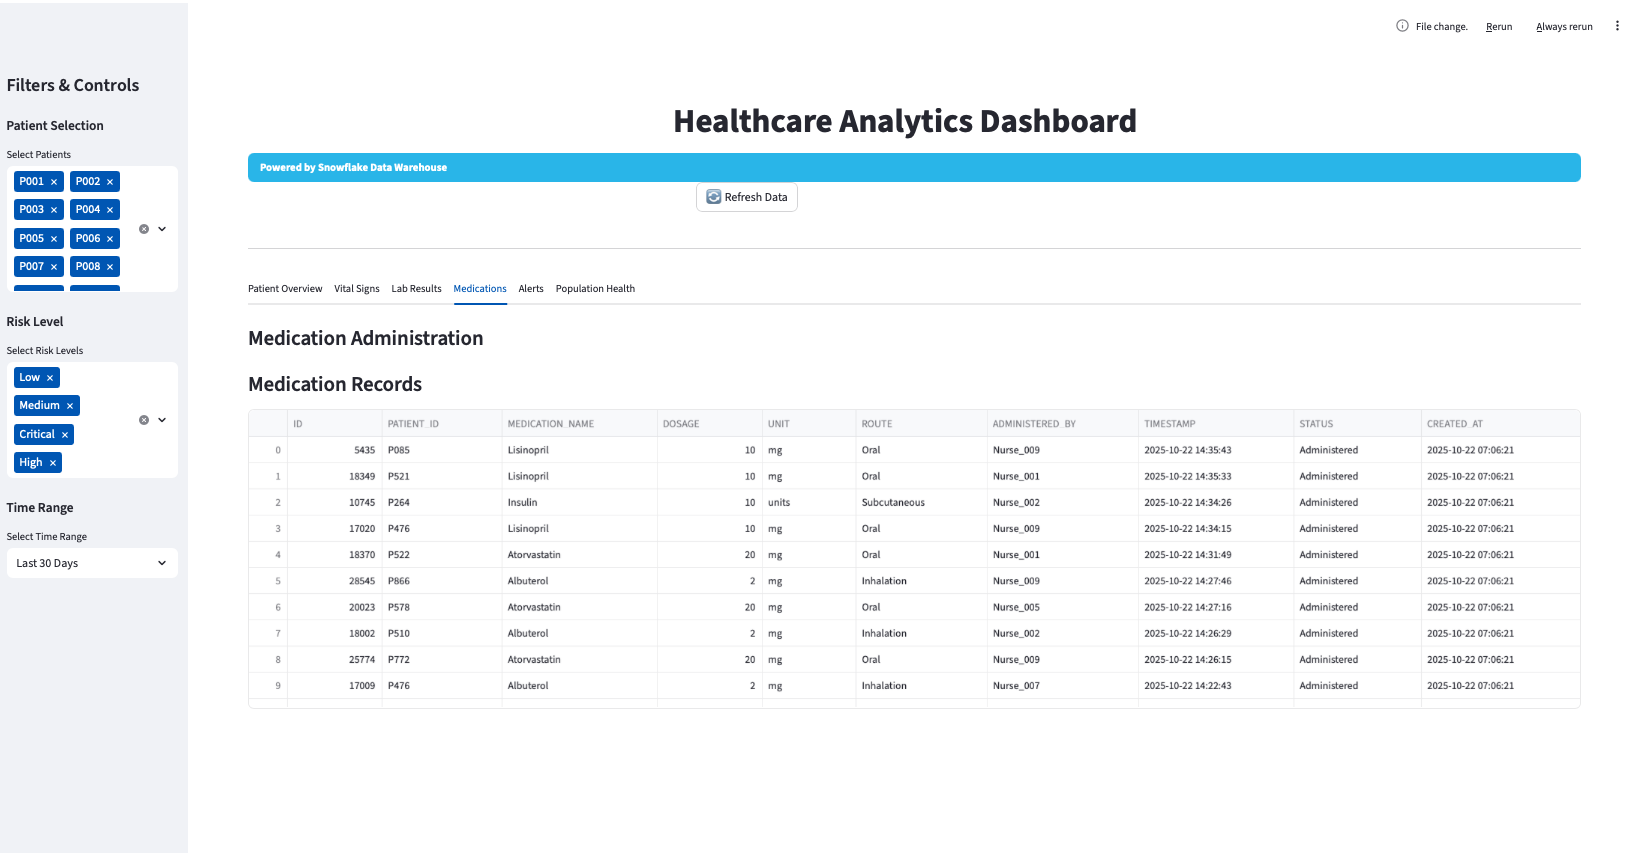 File change. Rerun Always rerun
Filters & Controls
Patient Selection
Select Patients
P001 × P002 ×
P003 × P004 ×
P005 × P006 ×
P007 × P008 ×
Risk Level
Select Risk Levels
Low ×
Medium ×
Critical ×
High ×
Time Range
Select Time Range
Last 30 Days
Healthcare Analytics Dashboard
Powered by Snowflake Data Warehouse
Refresh Data
Patient Overview Vital Signs Lab Results Medications Alerts Population Health
Medication Administration
Medication Records
ID PATIENT_ID MEDICATION_NAME DOSAGE UNIT ROUTE ADMINISTERED_BY TIMESTAMP STATUS CREATED_AT
0 5435 P085 Lisinopril 10 mg Oral Nurse_009 2025-10-22 14:35:43 Administered 2025-10-22 07:06:21
1 18349 P521 Lisinopril 10 mg Oral Nurse_001 2025-10-22 14:35:33 Administered 2025-10-22 07:06:21
2 10745 P264 Insulin 10 units Subcutaneous Nurse_002 2025-10-22 14:34:26 Administered 2025-10-22 07:06:21
3 17020 P476 Lisinopril 10 mg Oral Nurse_009 2025-10-22 14:34:15 Administered 2025-10-22 07:06:21
4 18370 P522 Atorvastatin 20 mg Oral Nurse_001 2025-10-22 14:31:49 Administered 2025-10-22 07:06:21
5 28545 P866 Albuterol 2 mg Inhalation Nurse_009 2025-10-22 14:27:46 Administered 2025-10-22 07:06:21
6 20023 P578 Atorvastatin 20 mg Oral Nurse_005 2025-10-22 14:27:16 Administered 2025-10-22 07:06:21
7 18002 P510 Albuterol 2 mg Inhalation Nurse_002 2025-10-22 14:26:29 Administered 2025-10-22 07:06:21
8 25774 P772 Atorvastatin 20 mg Oral Nurse_009 2025-10-22 14:26:15 Administered 2025-10-22 07:06:21
9 17009 P476 Albuterol 2 mg Inhalation Nurse_007 2025-10-22 14:22:43 Administered 2025-10-22 07:06:21